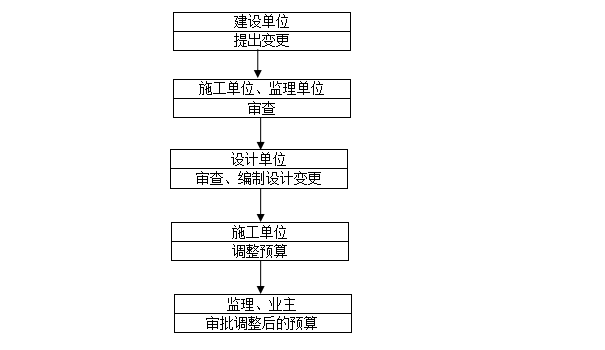 建设单位
提出变更
施工单位、监理单位
审查
设计单位
审查、编制设计变更
施工单位
调整预算
监理、业主
审批调整后的预算